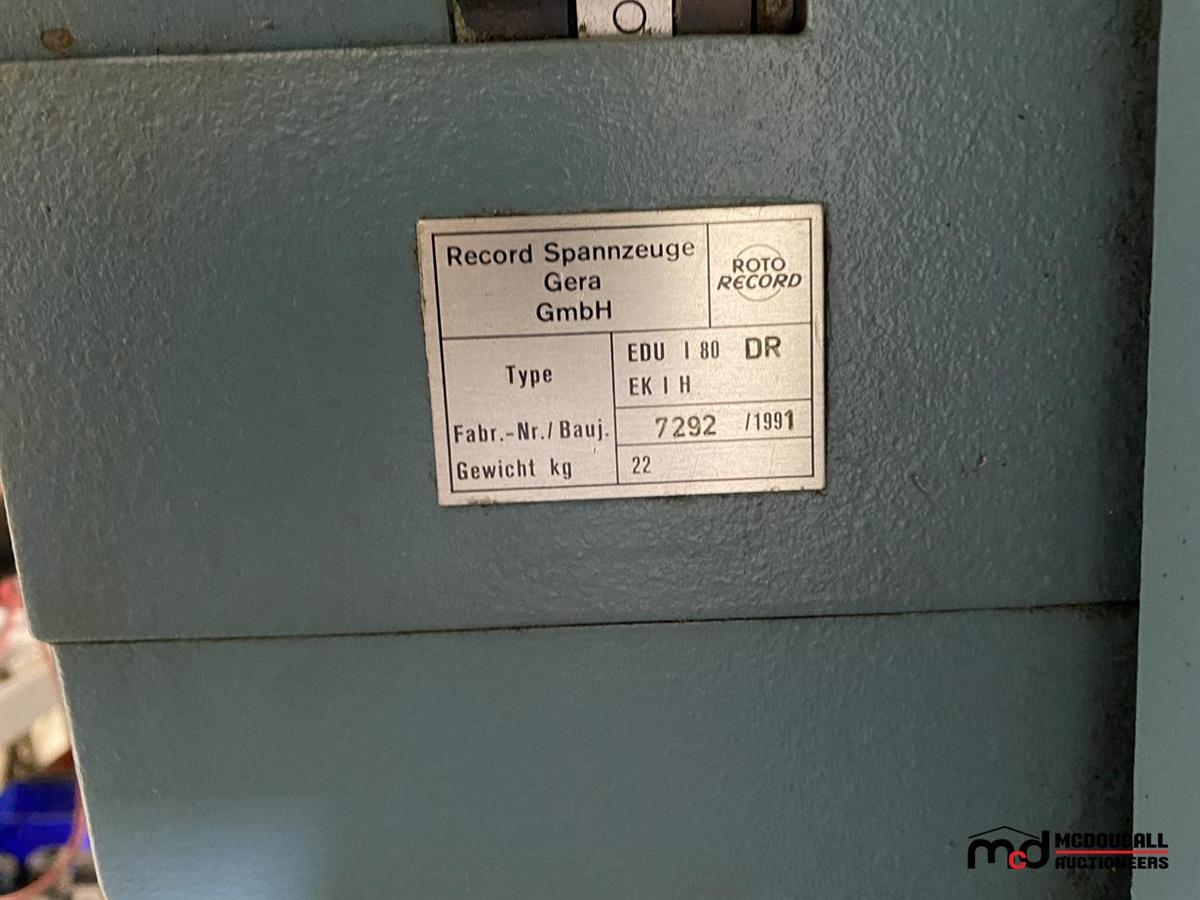 Record Spannzeuge
Gera
GmbH
ROTO
RECORD
Type
EDU I 80 DR
EK I H
Fabr.-Nr./Bauj.
7292 /1991
Gewicht kg
22
mcd
MCDOUGALL
AUCTIONEERS